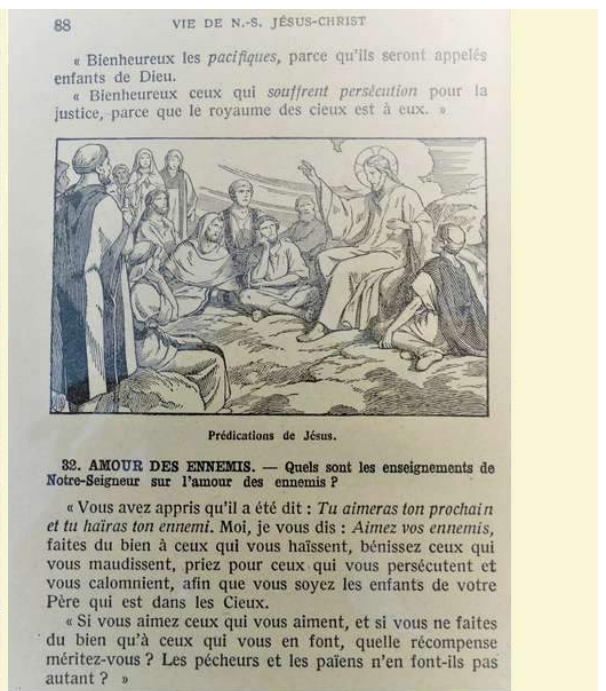 88 VIE DE N.-S. JÉSUS-CHRIST
« Bienheureux les pacifiques, parce qu'ils seront appelés
enfants de Dieu.
« Bienheureux ceux qui souffrent persécution pour la
justice, parce que le royaume des cieux est à eux. »
Prédications de Jésus.
32. AMOUR DES ENNEMIS. — Quels sont les enseignements de
Notre-Seigneur sur l'amour des ennemis ?
« Vous avez appris qu'il a été dit : Tu aimeras ton prochain
et tu haïras ton ennemi. Moi, je vous dis : Aimez vos ennemis,
faites du bien à ceux qui vous haïssent, bénissez ceux qui
vous maudissent, priez pour ceux qui vous persécutent et
vous calomnient, afin que vous soyez les enfants de votre
Père qui est dans les Cieux.
« Si vous aimez ceux qui vous aiment, et si vous ne faites
du bien qu'à ceux qui vous en font, quelle récompense
méritez-vous ? Les pécheurs et les païens n'en font-ils pas
autant ? »